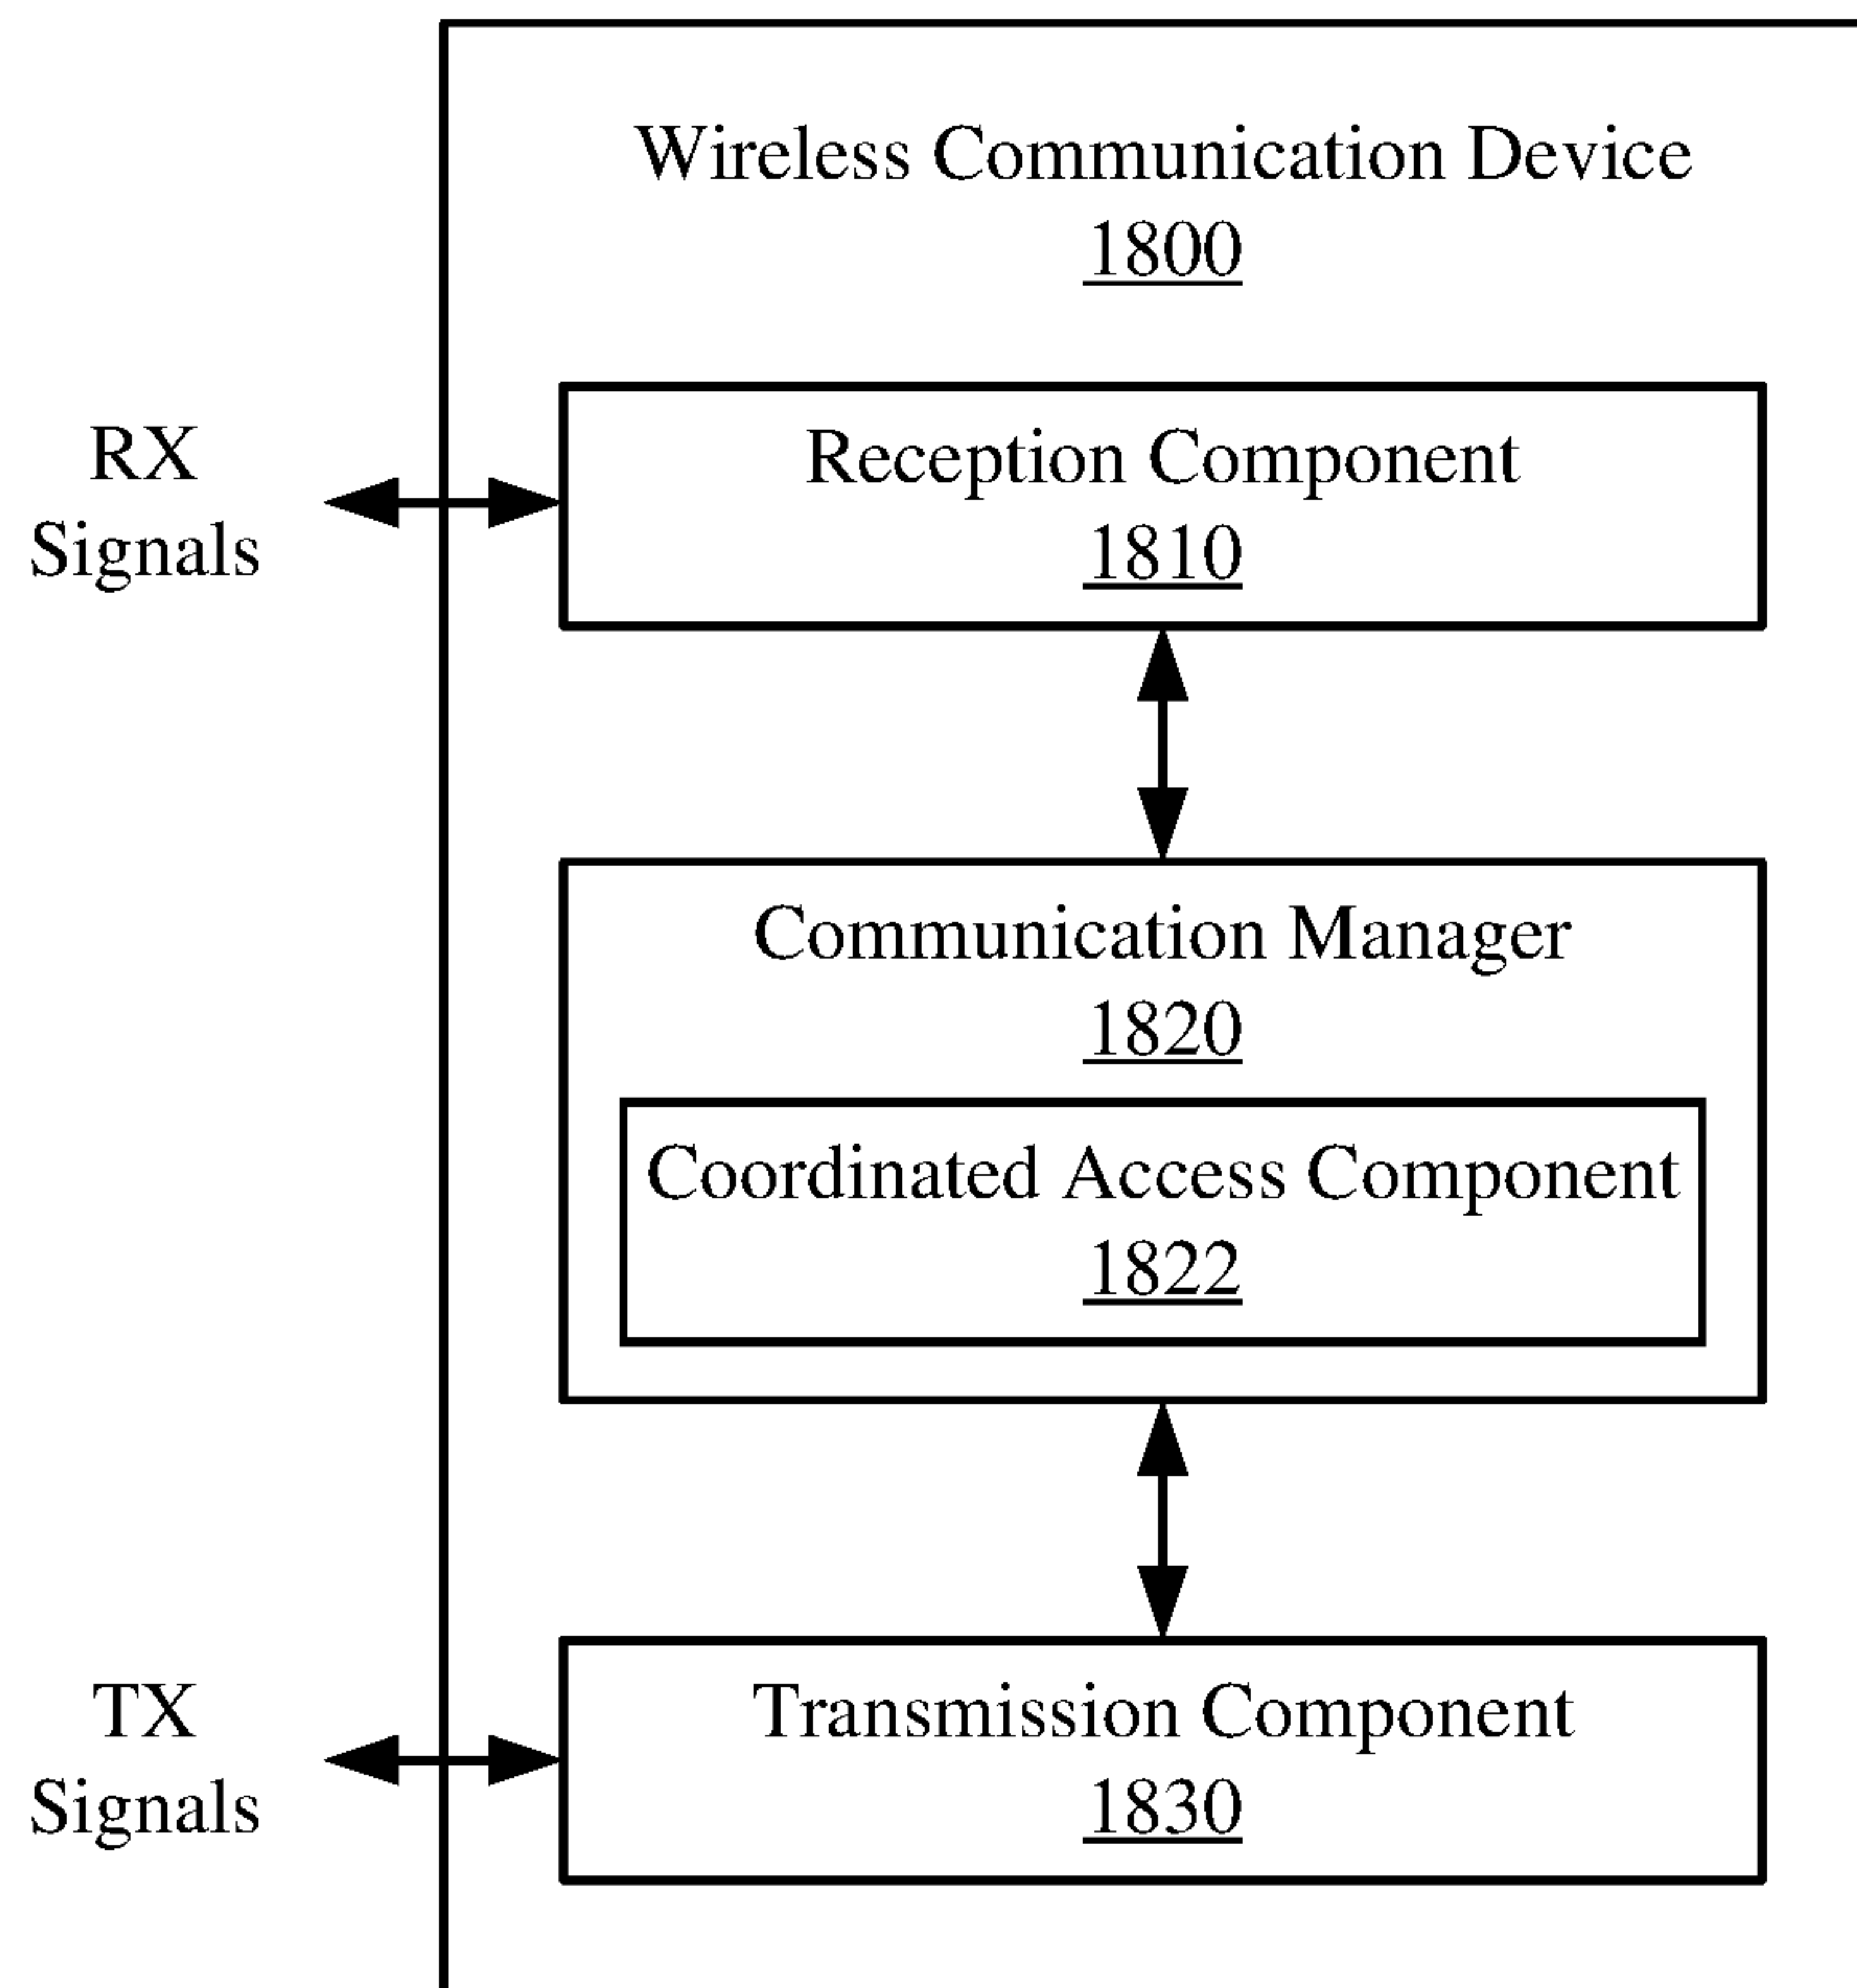 Wireless Communication Device
1800
RX
Signals
Reception Component
1810
Communication Manager
1820
Coordinated Access Component
1822
TX
Signals
Transmission Component
1830